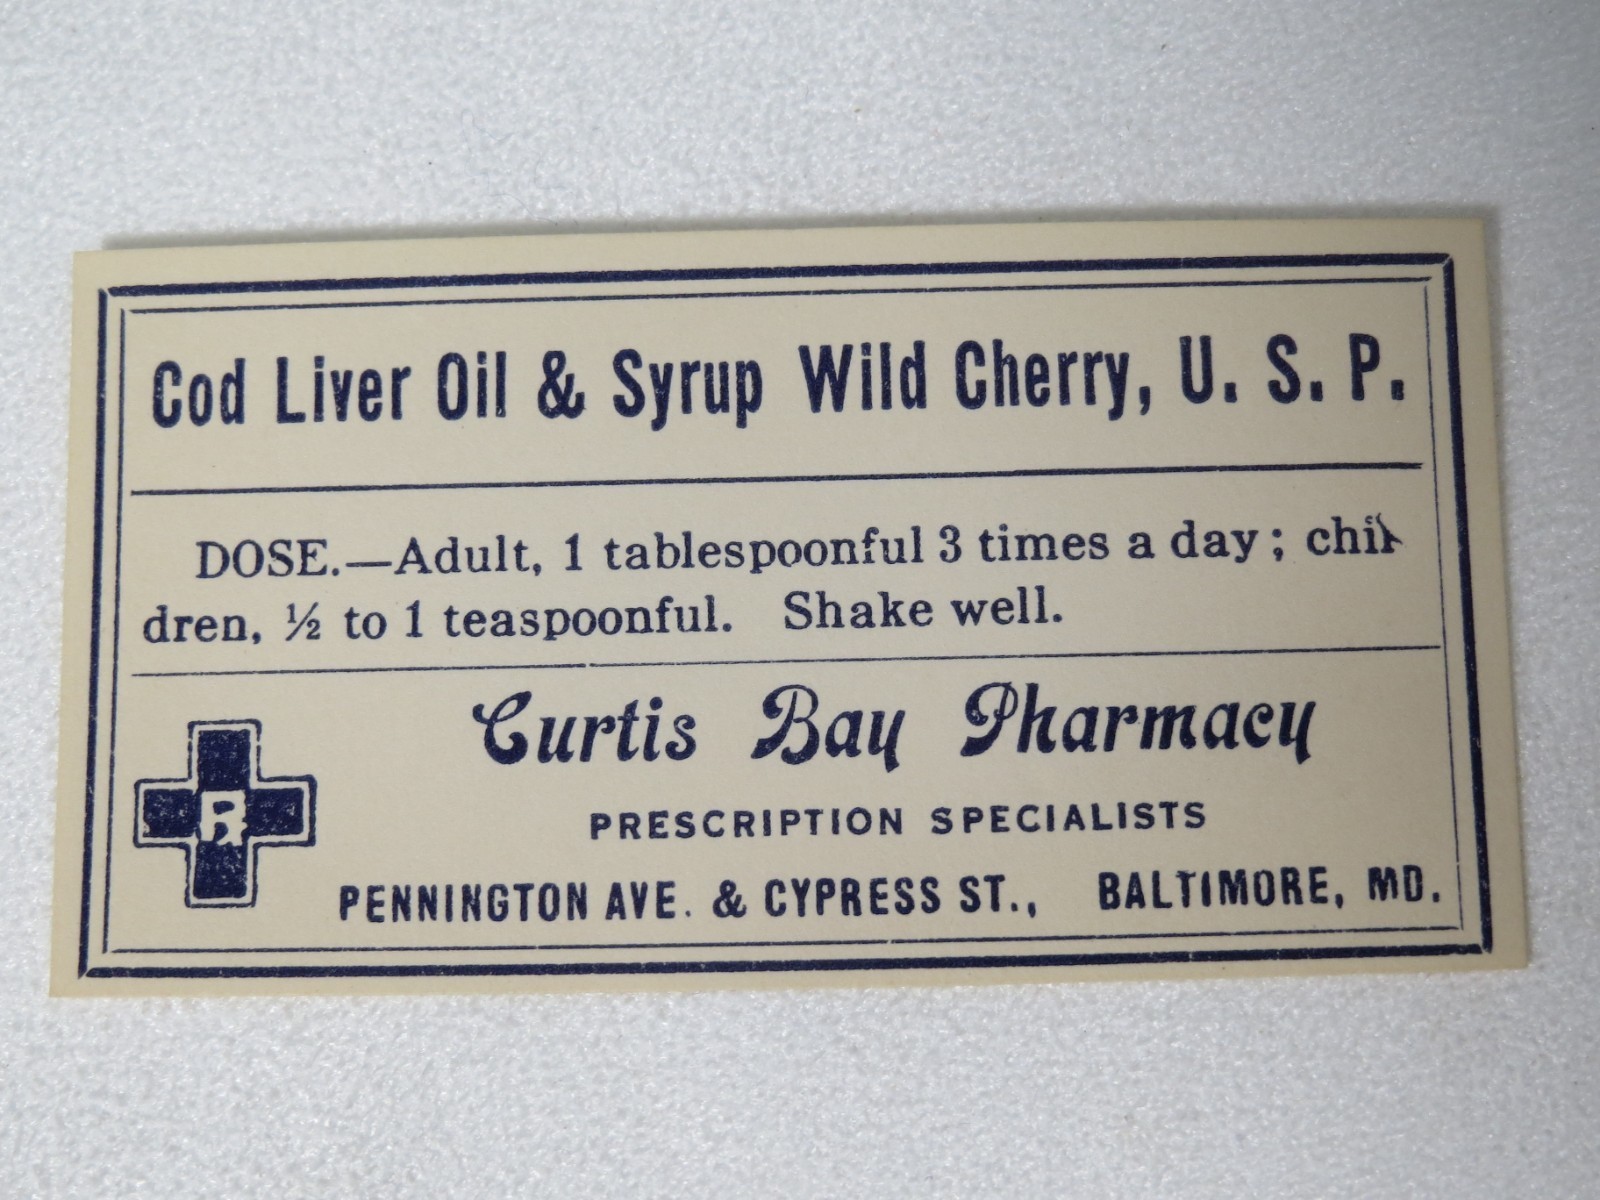 Cod Liver Oil & Syrup Wild Cherry, U. S. P.
DOSE.—Adult, 1 tablespoonful 3 times a day; chil-
dren, ½ to 1 teaspoonful. Shake well.
Curtis Bay Pharmacy
℞
PRESCRIPTION SPECIALISTS
PENNINGTON AVE. & CYPRESS ST., BALTIMORE, MD.